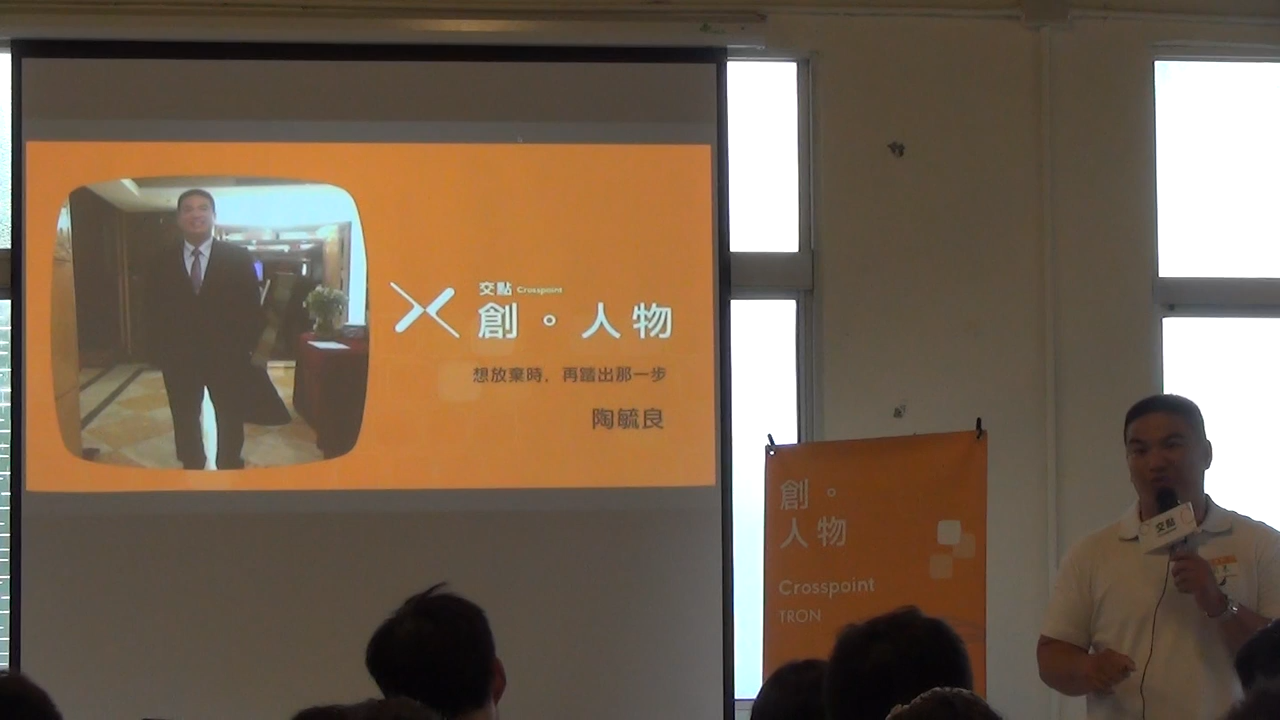 交點 Crosspoint
創。人物
想放棄時，再踏出那一步
陶毓良
創。
人物
Crosspoint
TRON
交點